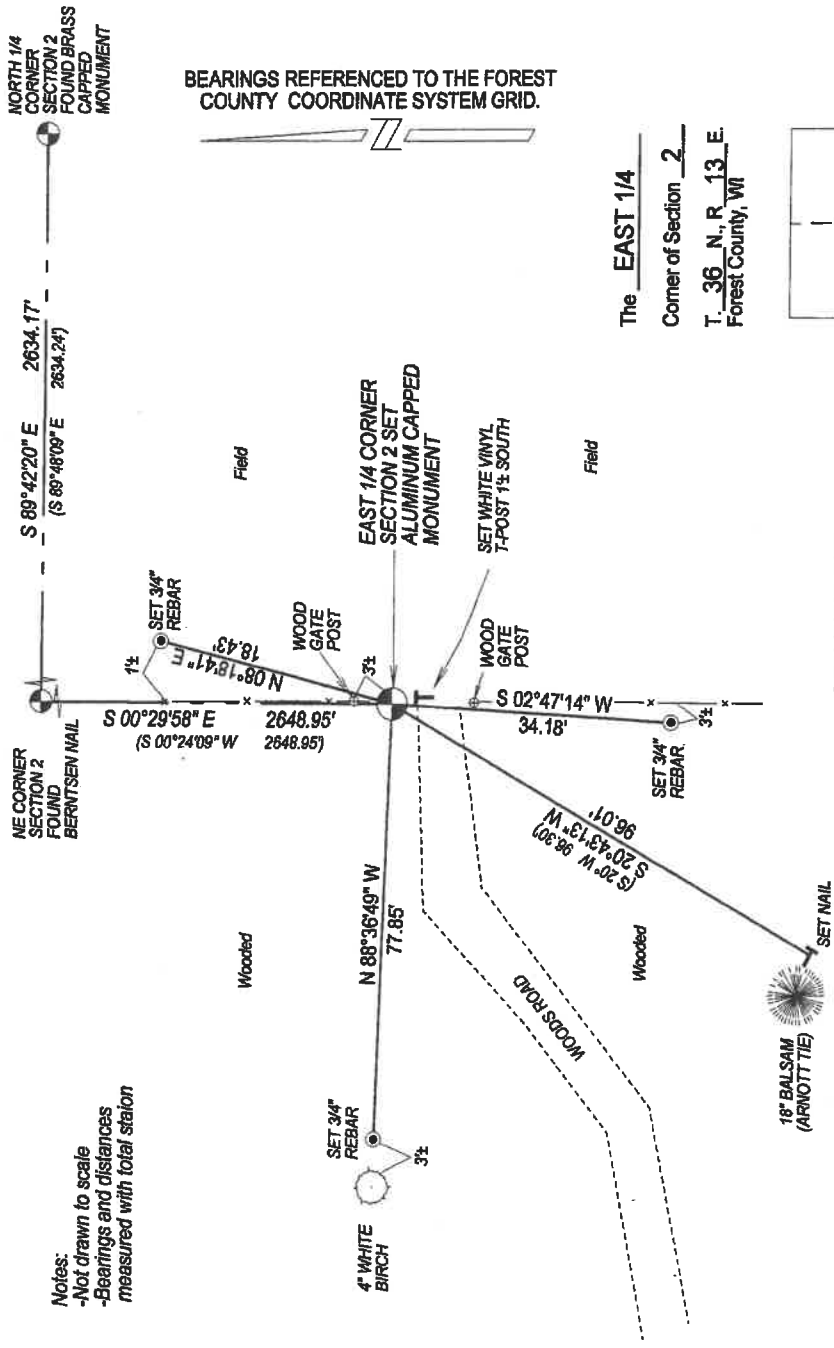 NORTH 1/4
CORNER
SECTION 2
FOUND BRASS
CAPPED
MONUMENT
BEARINGS REFERENCED TO THE FOREST
COUNTY COORDINATE SYSTEM GRID.
S 89°42'20" E 2634.17'
(S 89°48'09" E 2634.24')
The EAST 1/4
Corner of Section 2
T. 36 N., R 13 E.
Forest County, WI
NE CORNER
SECTION 2
FOUND
BERNTSEN NAIL
1'±
SET 3/4"
REBAR
Field
N 08°18'41" E
18.43'
S 00°29'58" E 2648.95'
(S 00°24'09" W 2648.95')
WOOD
GATE
POST
3'±
EAST 1/4 CORNER
SECTION 2 SET
ALUMINUM CAPPED
MONUMENT
SET WHITE VINYL
T-POST 1'± SOUTH
WOOD
GATE
POST
Field
S 02°47'14" W
34.18'
SET 3/4"
REBAR.
3'±
Wooded
N 88°36'49" W
77.85'
(S 20° W 96.30')
S 20°43'13" W
96.01'
Wooded
WOODS ROAD
SET NAIL
18" BALSAM
(ARNOTT TIE)
SET 3/4"
REBAR
3'±
4" WHITE
BIRCH
Notes:
-Not drawn to scale
-Bearings and distances
measured with total staion